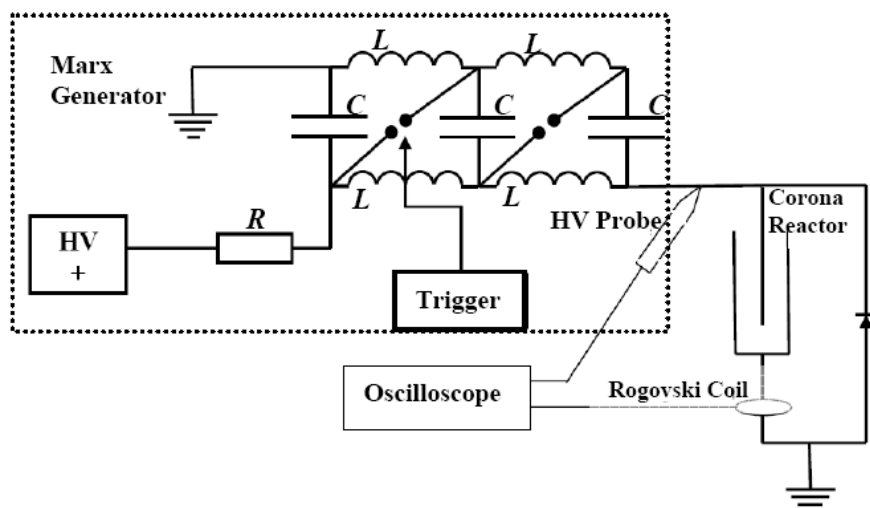 Marx
Generator
L
L
C
C
C
L
L
HV
+
R
Trigger
HV Probe
Corona
Reactor
Oscilloscope
Rogovski Coil